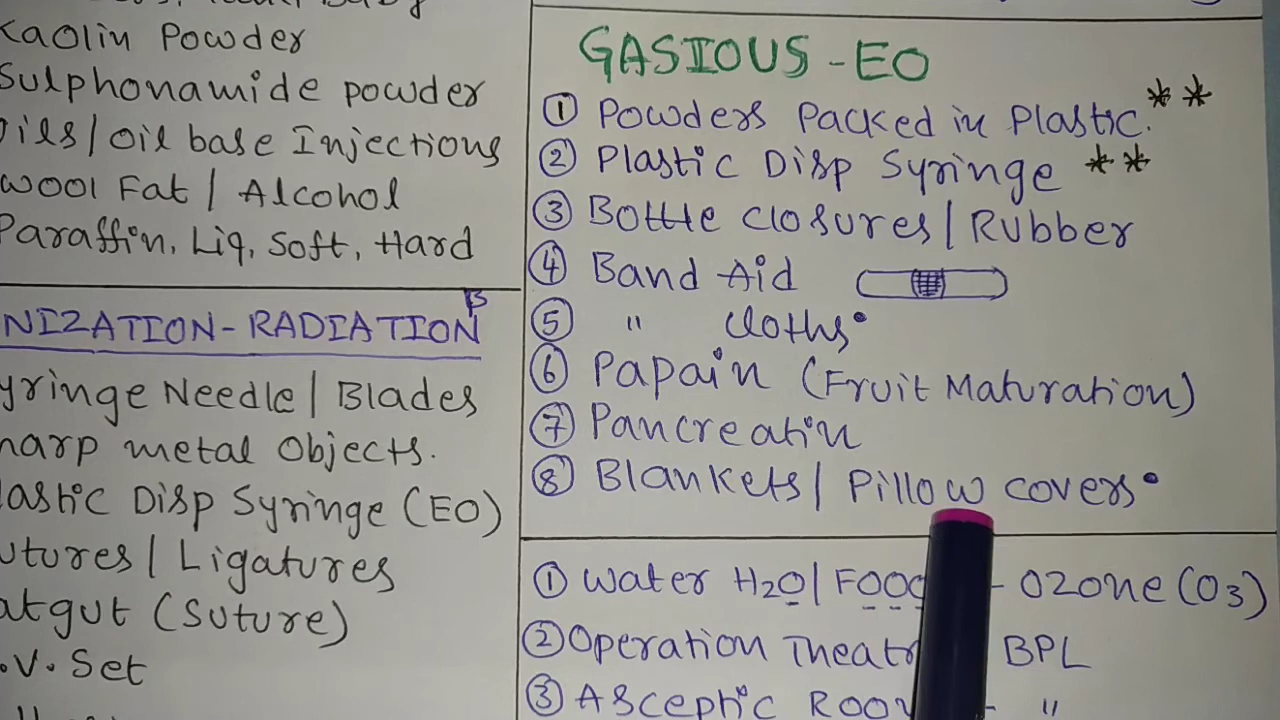 Kaolin Powder
Sulphonamide powder
Oils/Oil base Injections
wool Fat / Alcohol
Paraffin, Liq, Soft, Hard
NIZATION-RADIATION
yringe Needle / Blades
harp metal Objects.
lastic Disp Syringe (EO)
utures / Ligatures
atgut (Suture)
.V. Set
GASIOUS - EO
① Powders Packed in Plastic. **
② Plastic Disp Syringe **
③ Bottle closures / Rubber
④ Band Aid
⑤ " cloths
⑥ Papain (Fruit Maturation)
⑦ Pancreatin
⑧ Blankets / Pillow covers
① Water H2O / Food - Ozone (O3)
② Operation Theatr BPL
③ Asceptic Roo - "